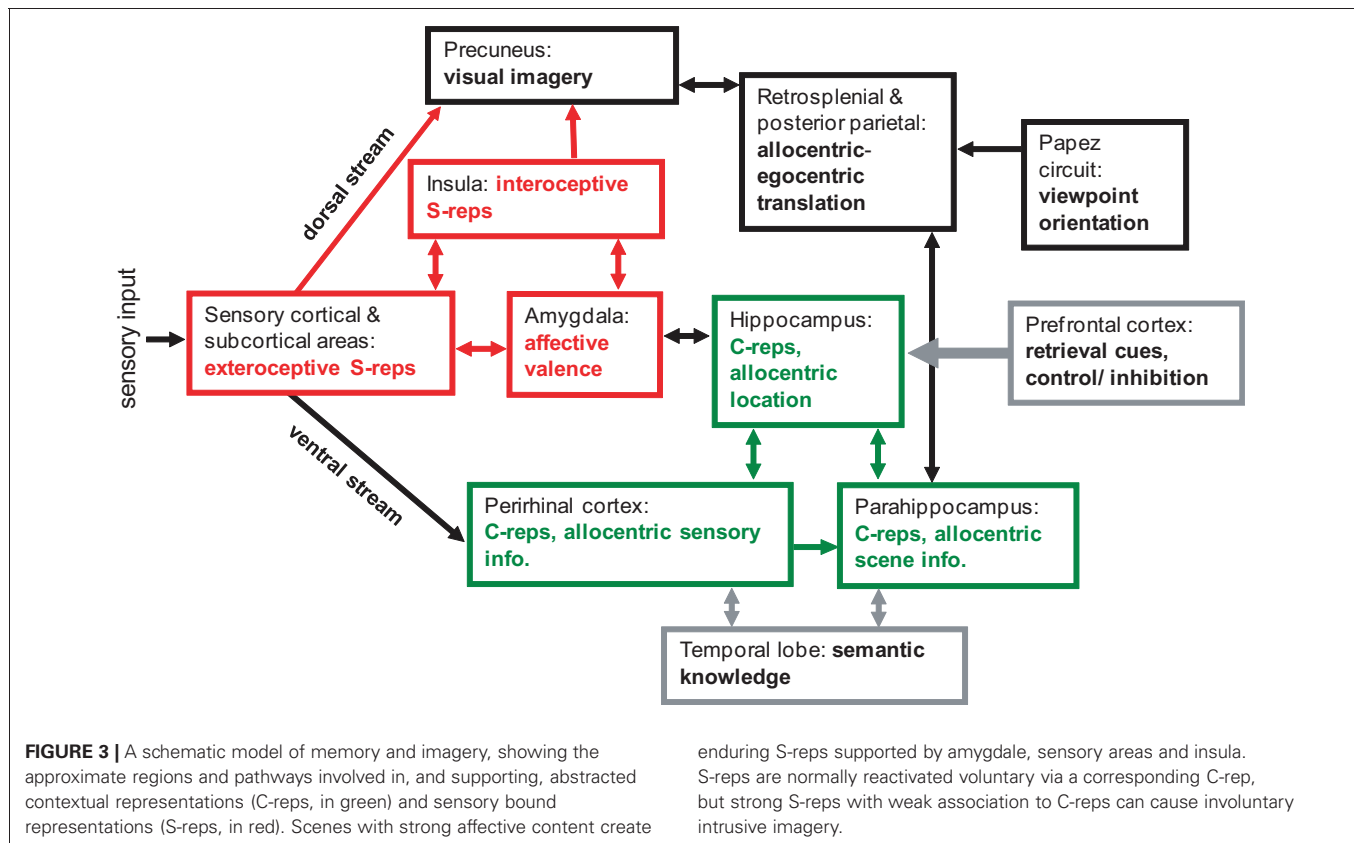 Precuneus:
visual imagery
Retrosplenial &
posterior parietal:
allocentric-
egocentric
translation
Papez
circuit:
viewpoint
orientation
dorsal stream
Insula: interoceptive
S-reps
sensory input
Sensory cortical &
subcortical areas:
exteroceptive S-reps
Amygdala:
affective
valence
Hippocampus:
C-reps,
allocentric
location
Prefrontal cortex:
retrieval cues,
control/ inhibition
ventral stream
Perirhinal cortex:
C-reps, allocentric sensory
info.
Parahippocampus:
C-reps, allocentric
scene info.
Temporal lobe: semantic
knowledge
FIGURE 3 | A schematic model of memory and imagery, showing the
approximate regions and pathways involved in, and supporting, abstracted
contextual representations (C-reps, in green) and sensory bound
representations (S-reps, in red). Scenes with strong affective content create
enduring S-reps supported by amygdale, sensory areas and insula.
S-reps are normally reactivated voluntary via a corresponding C-rep,
but strong S-reps with weak association to C-reps can cause involuntary
intrusive imagery.